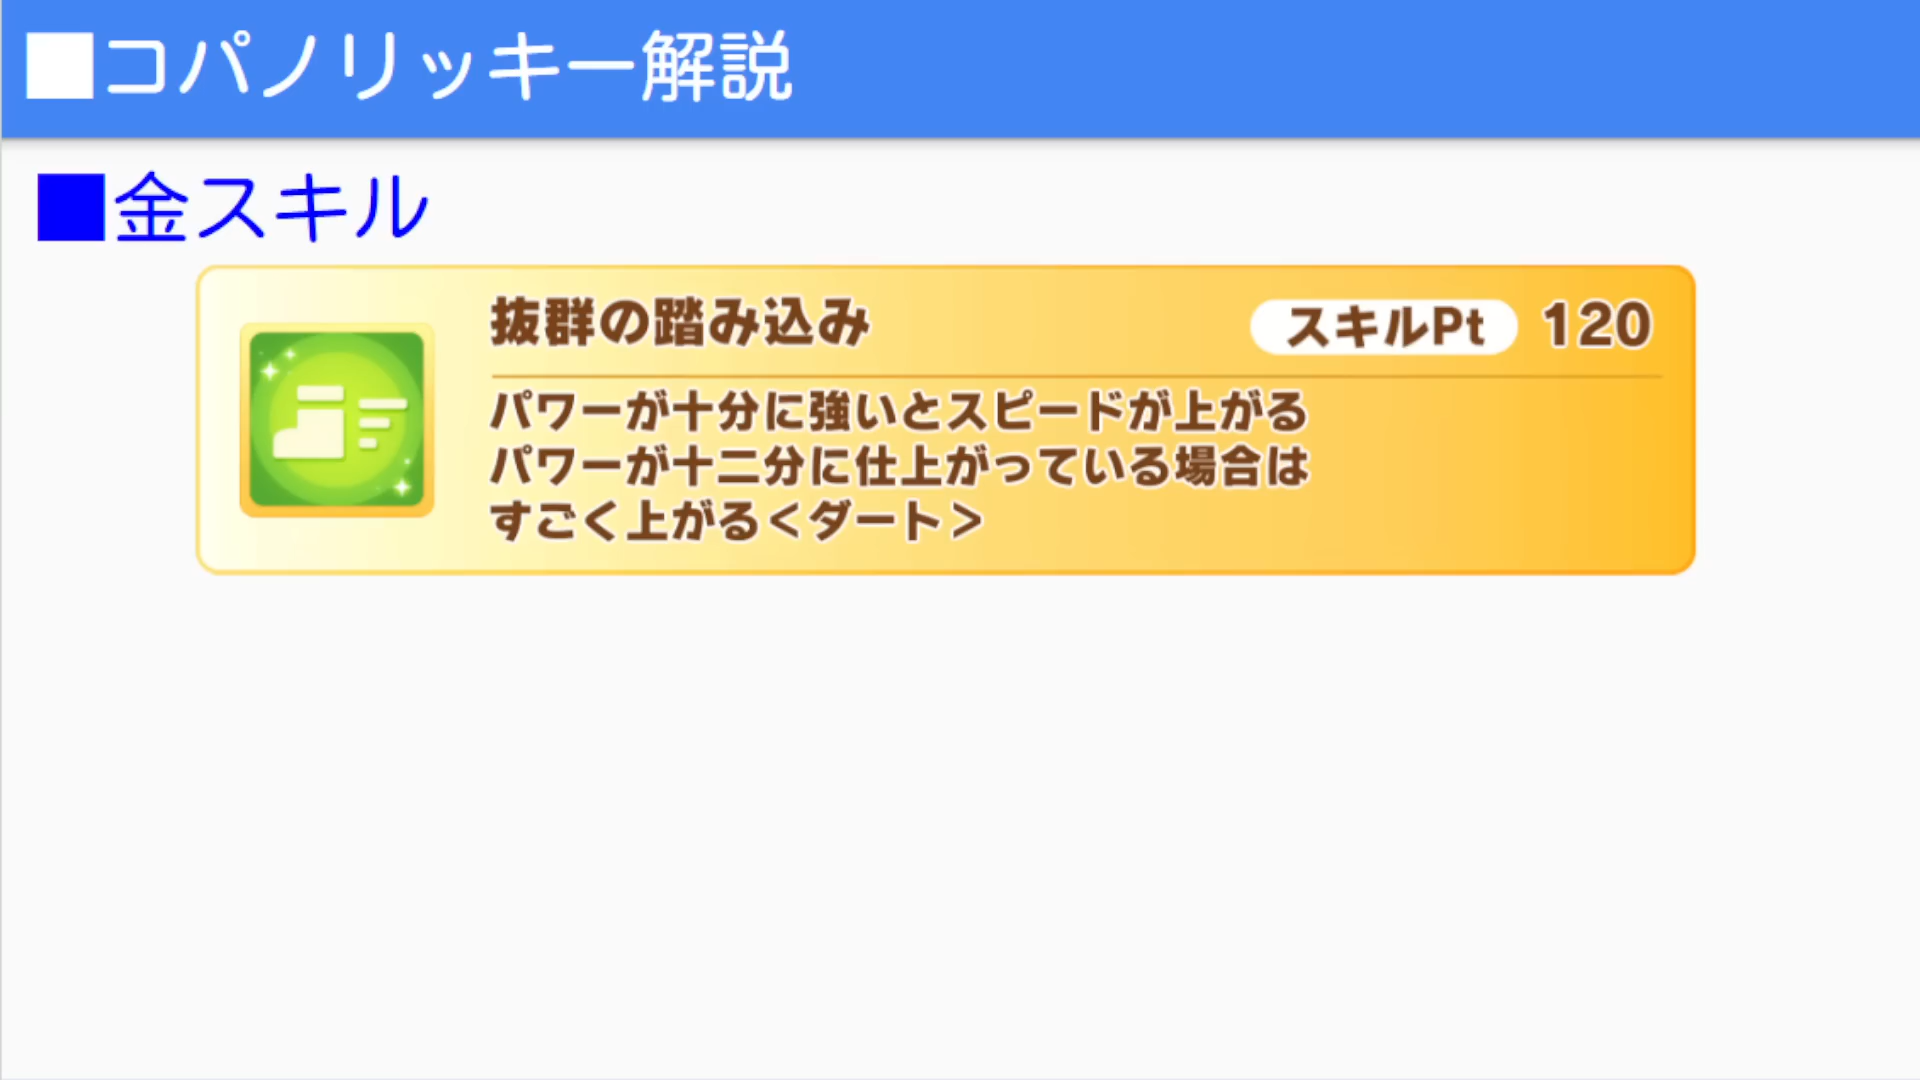 ■コパノリッキー解説
■金スキル
抜群の踏み込み スキルPt 120
パワーが十分に強いとスピードが上がる
パワーが十二分に仕上がっている場合は
すごく上がる＜ダート＞